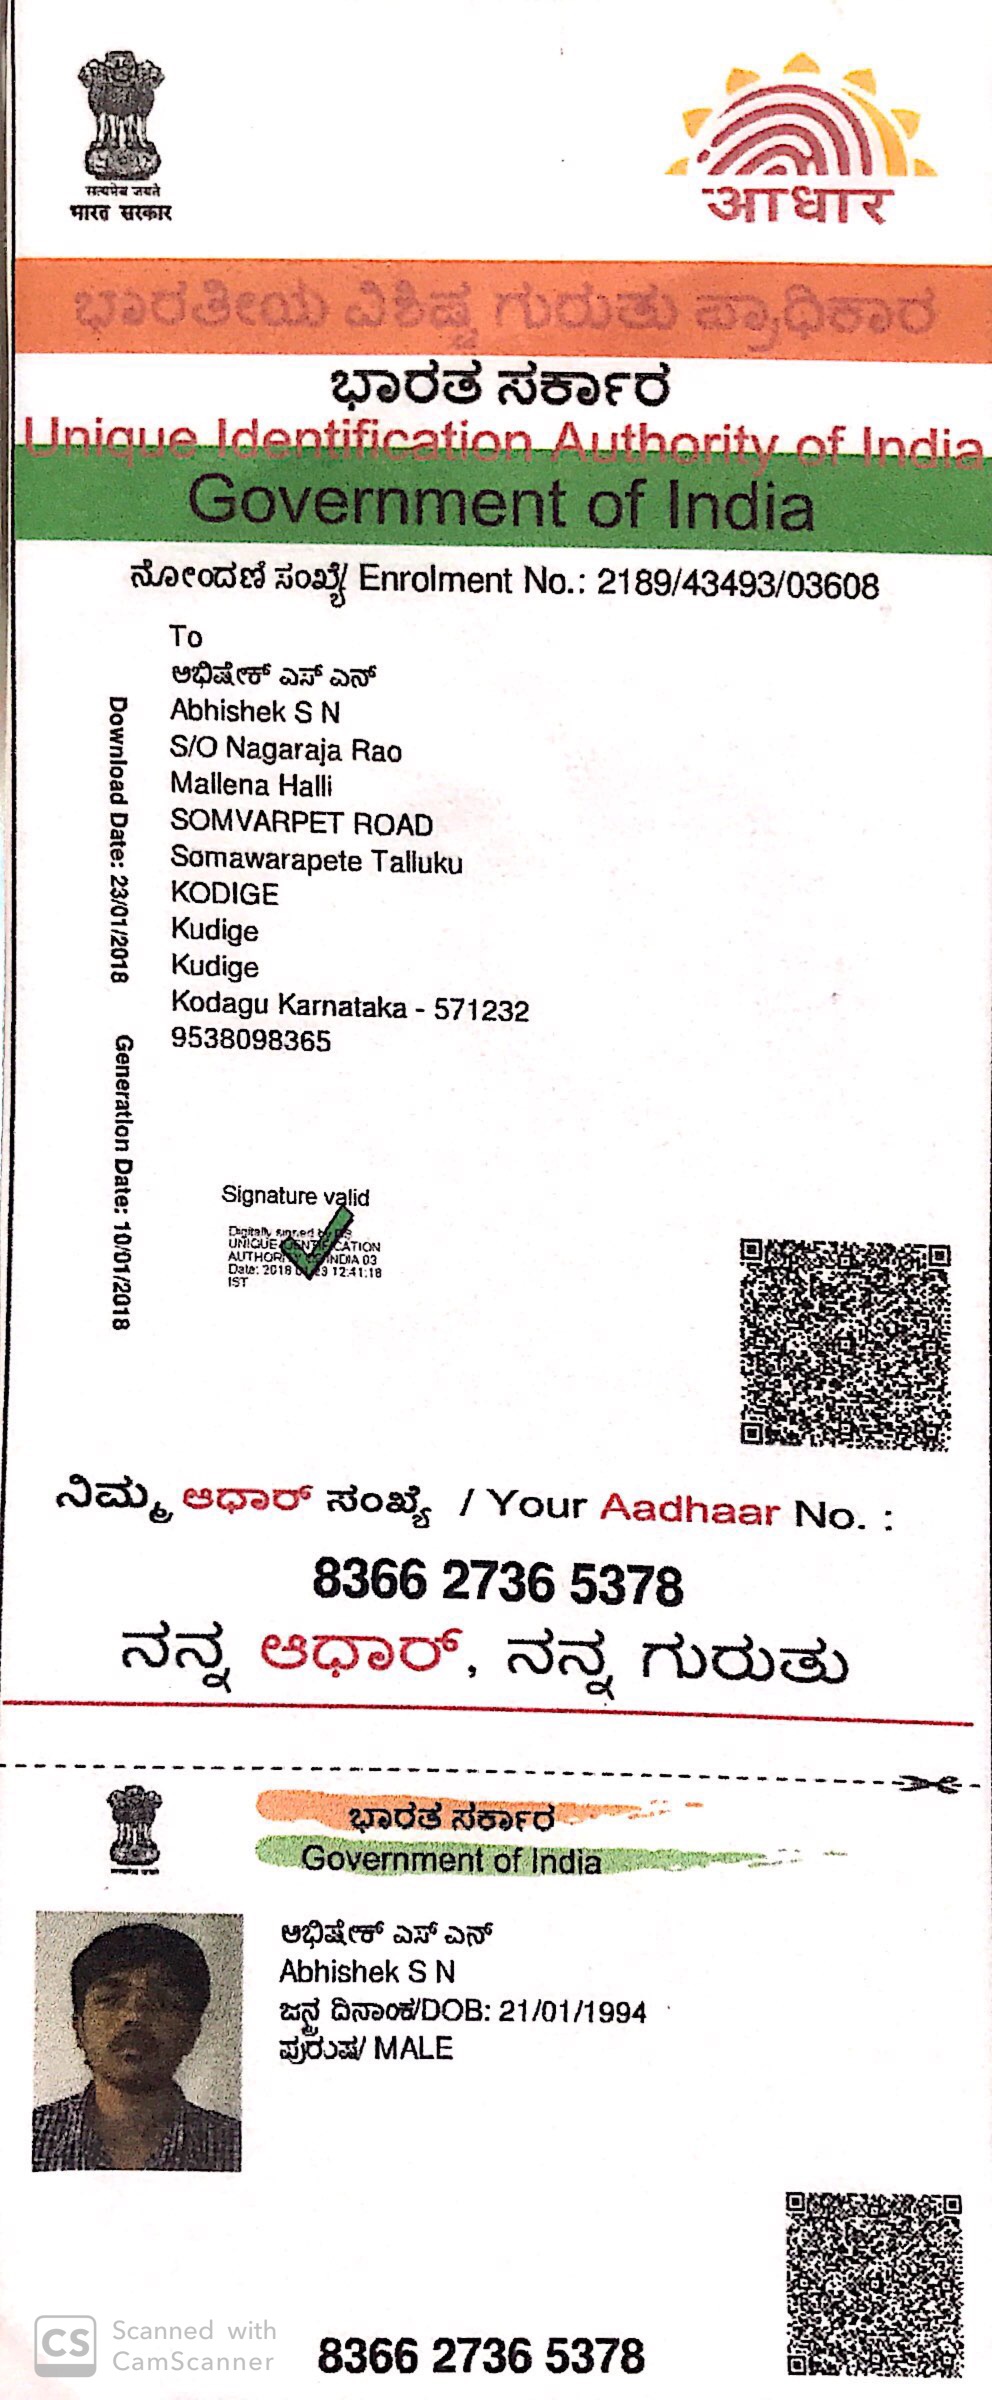 सत्यमेव जयते
भारत सरकार
आधार
ಭಾರತೀಯ ವಿಶಿಷ್ಟ ಗುರುತು ಪ್ರಾಧಿಕಾರ
ಭಾರತ ಸರ್ಕಾರ
Unique Identification Authority of India
Government of India
ನೋಂದಣಿ ಸಂಖ್ಯೆ/ Enrolment No.: 2189/43493/03608
To
ಅಭಿಷೇಕ್ ಎಸ್ ಎನ್
Abhishek S N
S/O Nagaraja Rao
Mallena Halli
SOMVARPET ROAD
Somawarapete Talluku
KODIGE
Kudige
Kudige
Kodagu Karnataka - 571232
9538098365
Download Date: 23/01/2018
Generation Date: 10/01/2018
Signature valid
Digitally signed by
UNIQUE IDENTIFICATION
AUTHORITY OF INDIA 03
Date: 2018 12:41:18
IST
ನಿಮ್ಮ ಆಧಾರ್ ಸಂಖ್ಯೆ / Your Aadhaar No. :
8366 2736 5378
ನನ್ನ ಆಧಾರ್, ನನ್ನ ಗುರುತು
ಭಾರತ ಸರ್ಕಾರ
Government of India
ಅಭಿಷೇಕ್ ಎಸ್ ಎನ್
Abhishek S N
ಜನ್ಮ ದಿನಾಂಕ/DOB: 21/01/1994
ಪುರುಷ/ MALE
8366 2736 5378
CS Scanned with
CamScanner